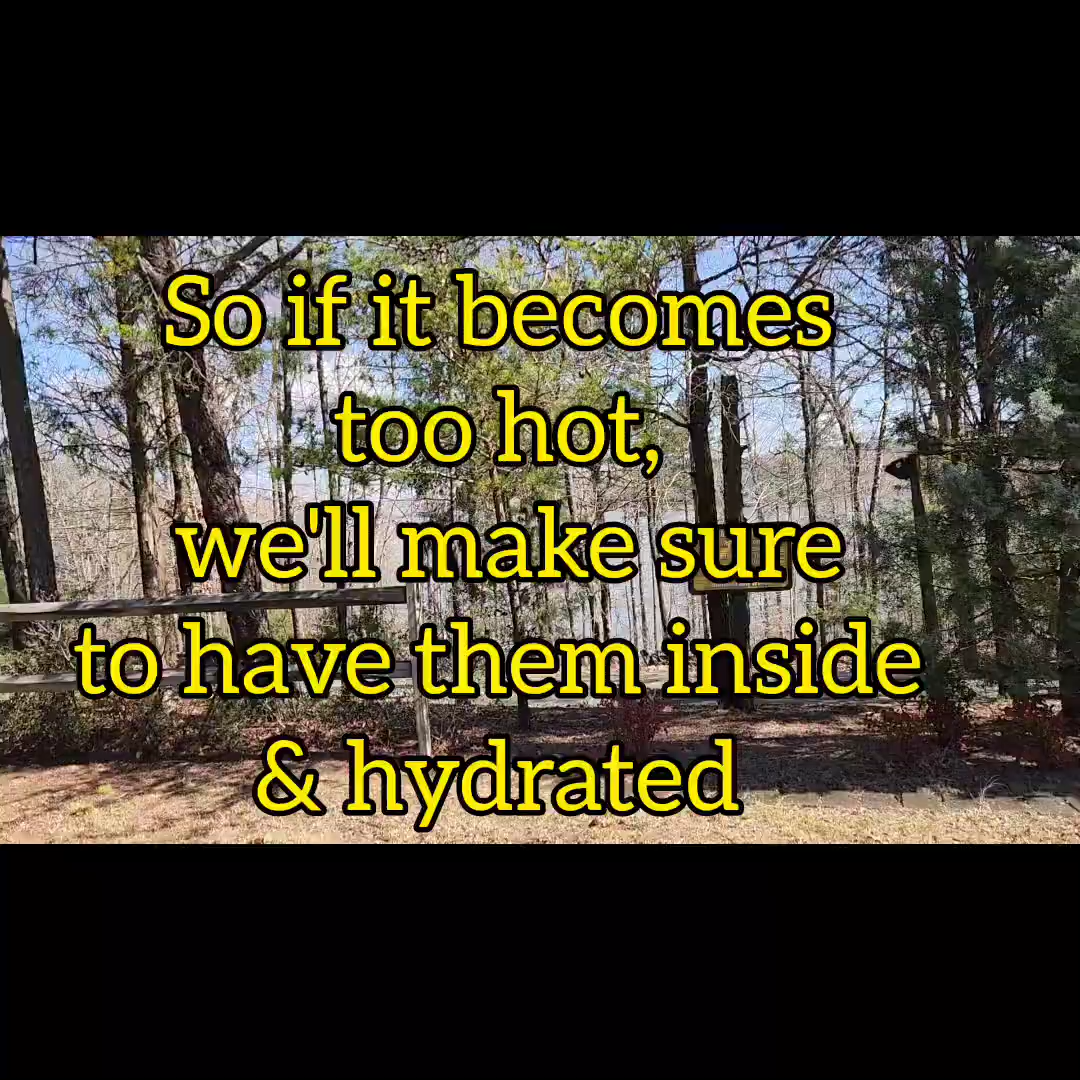 So if it becomes
too hot,
we'll make sure
to have them inside
& hydrated